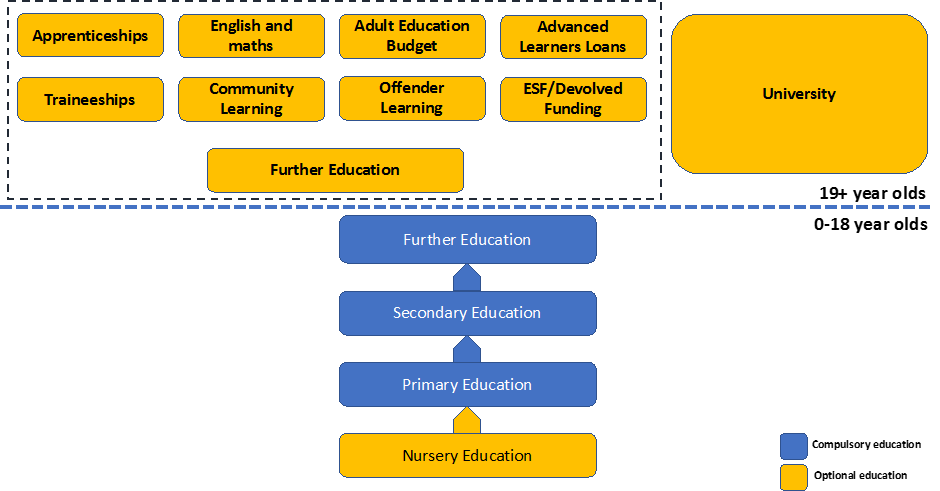 Apprenticeships
English and
maths
Adult Education
Budget
Advanced
Learners Loans
University
Traineeships
Community
Learning
Offender
Learning
ESF/Devolved
Funding
Further Education
19+ year olds
0-18 year olds
Further Education
Secondary Education
Primary Education
Nursery Education
Compulsory education
Optional education